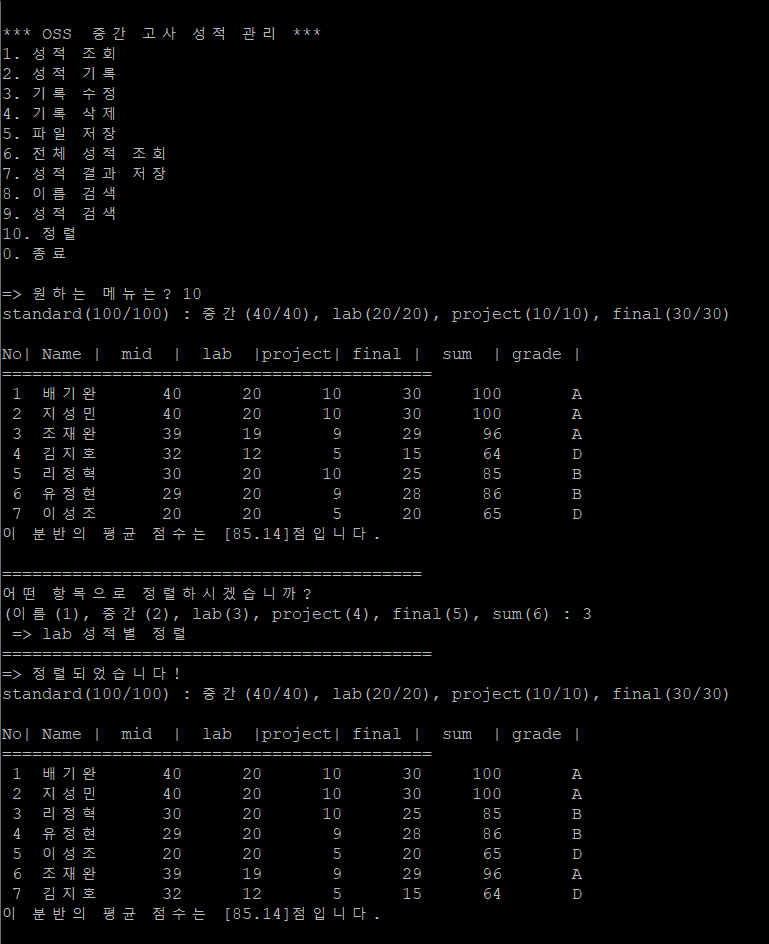 *** OSS 중간 고사 성적 관리 ***
1. 성적 조회
2. 성적 기록
3. 기록 수정
4. 기록 삭제
5. 파일 저장
6. 전체 성적 조회
7. 성적 결과 저장
8. 이름 검색
9. 성적 검색
10. 정렬
0. 종료
=> 원하는 메뉴는? 10
standard(100/100) : 중간(40/40), lab(20/20), project(10/10), final(30/30)
No| Name | mid | lab |project| final | sum | grade |
===========================================
1 배기완 40 20 10 30 100 A
2 지성민 40 20 10 30 100 A
3 조재완 39 19 9 29 96 A
4 김지호 32 12 5 15 64 D
5 리정혁 30 20 10 25 85 B
6 유정현 29 20 9 28 86 B
7 이성조 20 20 5 20 65 D
이 분반의 평균 점수는 [85.14]점입니다.
==========================================
어떤 항목으로 정렬하시겠습니까?
(이름(1), 중간(2), lab(3), project(4), final(5), sum(6) : 3
=> lab 성적별 정렬
===========================================
=> 정렬되었습니다!
standard(100/100) : 중간(40/40), lab(20/20), project(10/10), final(30/30)
No| Name | mid | lab |project| final | sum | grade |
===========================================
1 배기완 40 20 10 30 100 A
2 지성민 40 20 10 30 100 A
3 리정혁 30 20 10 25 85 B
4 유정현 29 20 9 28 86 B
5 이성조 20 20 5 20 65 D
6 조재완 39 19 9 29 96 A
7 김지호 32 12 5 15 64 D
이 분반의 평균 점수는 [85.14]점입니다.